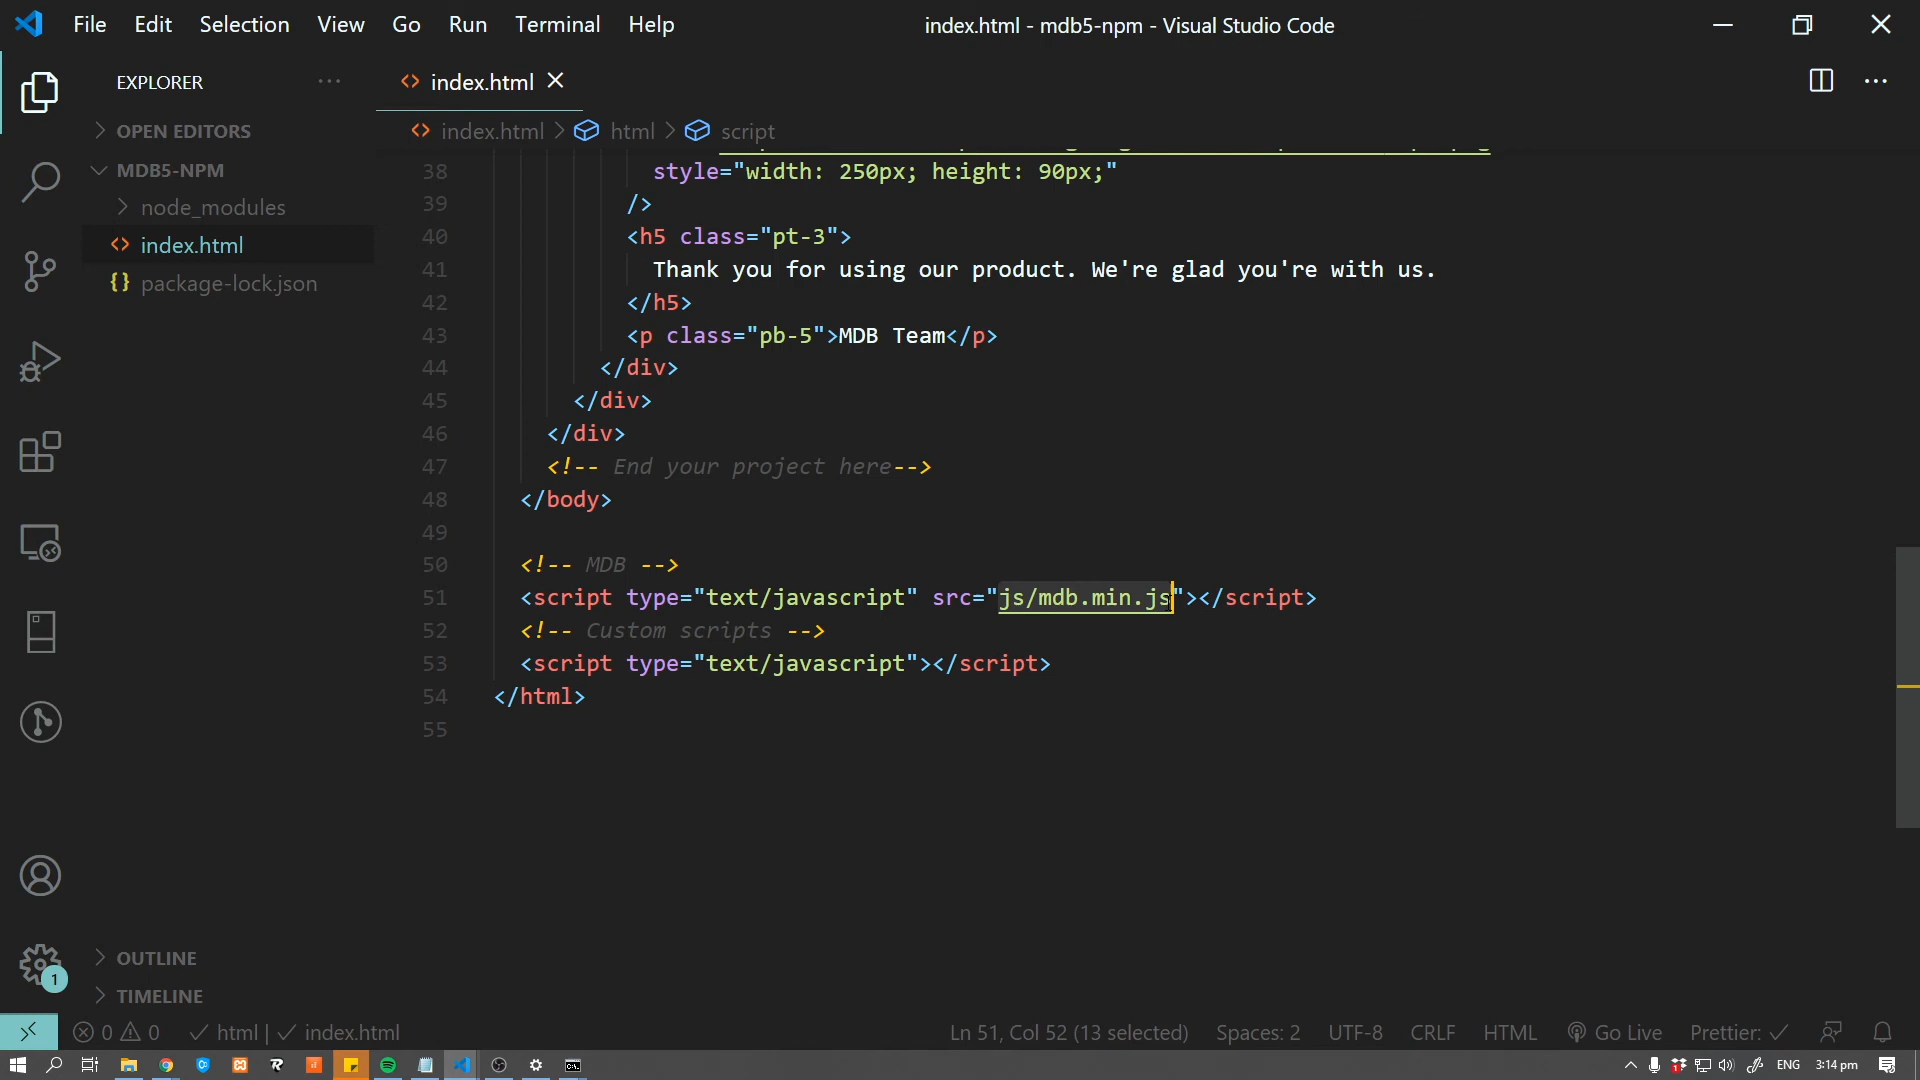 File Edit Selection View Go Run Terminal Help
index.html - mdb5-npm - Visual Studio Code
EXPLORER
OPEN EDITORS
MDB5-NPM
node_modules
index.html
package-lock.json
OUTLINE
TIMELINE
index.html
index.html > html > script
38 style="width: 250px; height: 90px;"
39 />
40 <h5 class="pt-3">
41 Thank you for using our product. We're glad you're with us.
42 </h5>
43 <p class="pb-5">MDB Team</p>
44 </div>
45 </div>
46 </div>
47 <!-- End your project here-->
48 </body>
49
50 <!-- MDB -->
51 <script type="text/javascript" src="js/mdb.min.js"></script>
52 <!-- Custom scripts -->
53 <script type="text/javascript"></script>
54 </html>
55
1
0 0 html | index.html Ln 51, Col 52 (13 selected) Spaces: 2 UTF-8 CRLF HTML Go Live Prettier:
ENG 3:14 pm